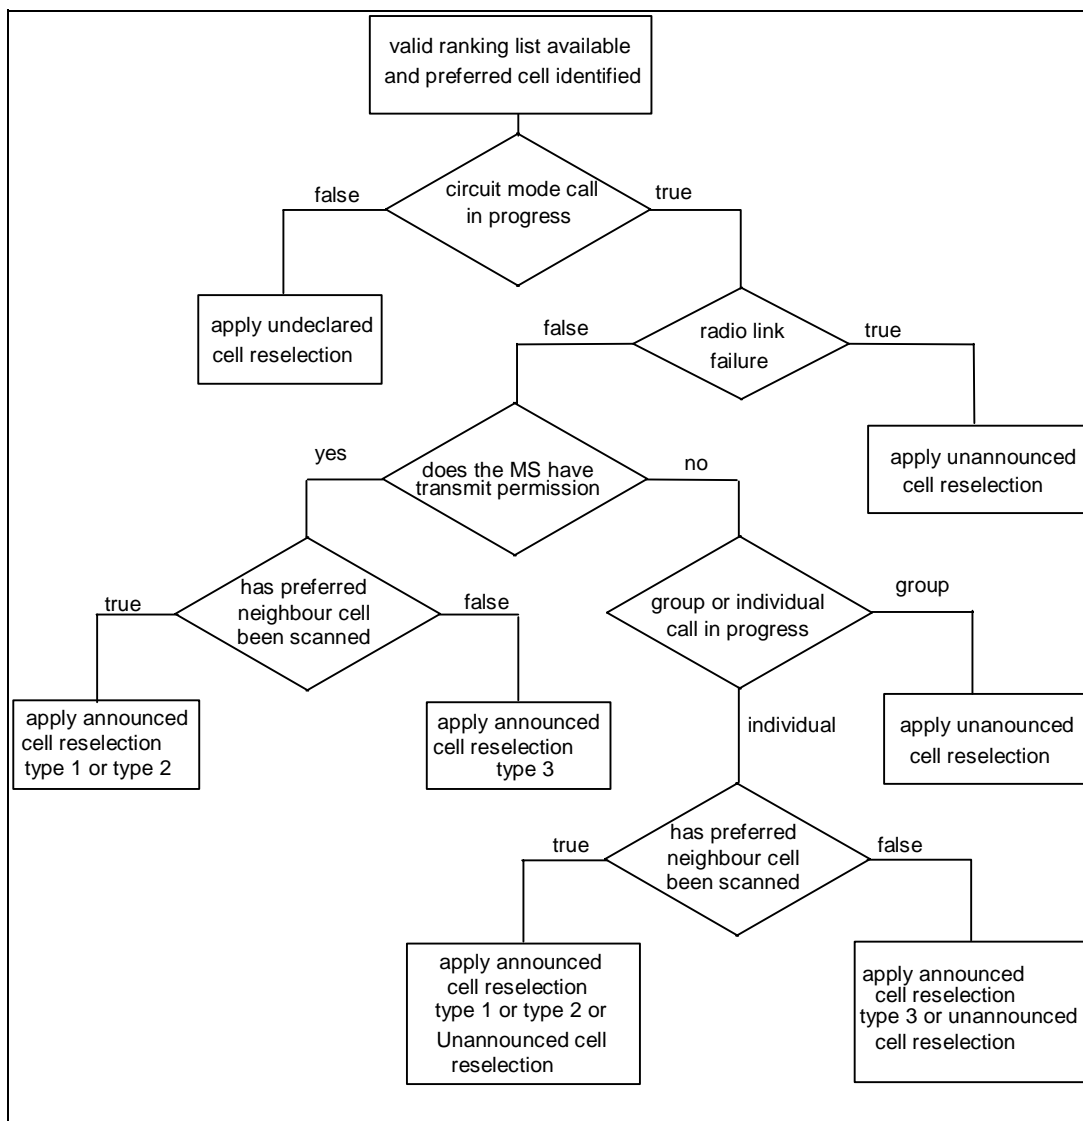 valid ranking list available
and preferred cell identified
circuit mode call
in progress
false
true
apply undeclared
cell reselection
radio link
failure
false
true
apply unannounced
cell reselection
does the MS have
transmit permission
yes
no
has preferred
neighbour cell
been scanned
true
false
group or individual
call in progress
group
individual
apply announced
cell reselection
type 1 or type 2
apply announced
cell reselection
type 3
apply unanounced
cell reselection
has preferred
neighbour cell
been scanned
true
false
apply announced
cell reselection
type 1 or type 2 or
Unannounced cell
reselection
apply announced
cell reselection
type 3 or unannounced
cell reselection